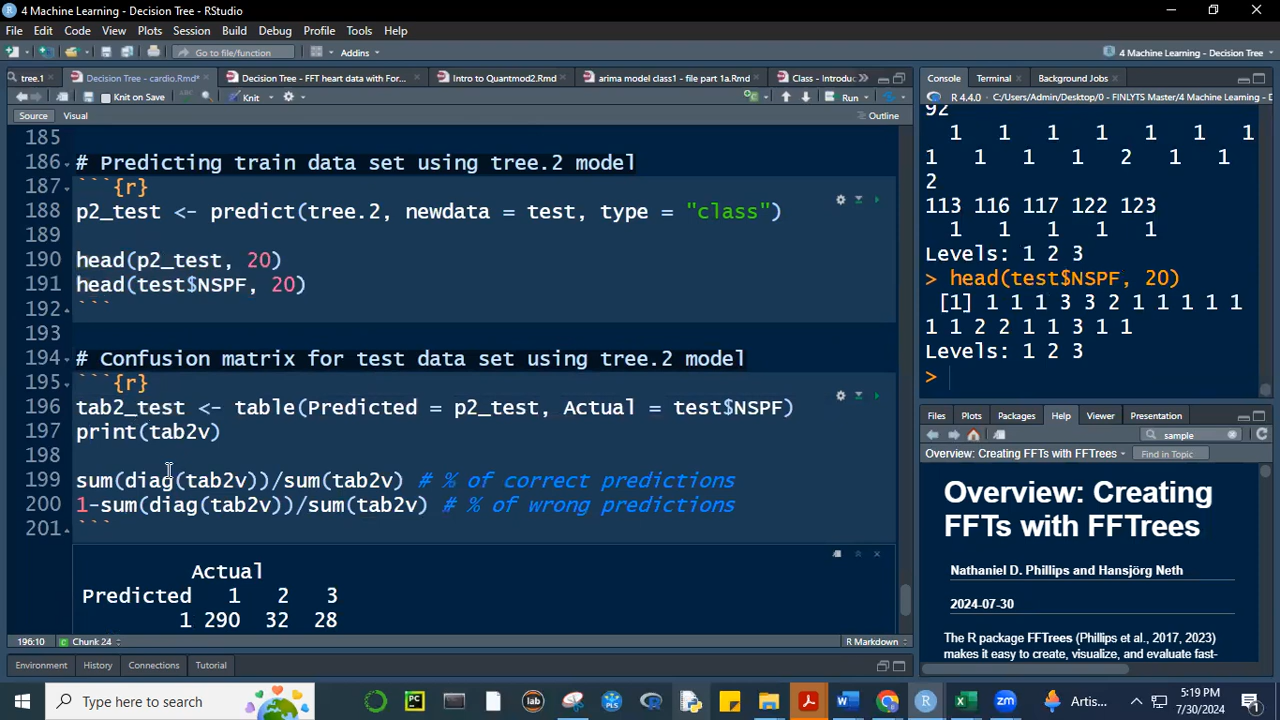 4 Machine Learning - Decision Tree - RStudio
File Edit Code View Plots Session Build Debug Profile Tools Help
Go to file/function
Addins
4 Machine Learning - Decision Tree
tree.1
Decision Tree - cardio.Rmd*
Decision Tree - FFT heart data with For...
Intro to Quantmod2.Rmd
arima model class1 - file part 1a.Rmd
Class - Introduc
Knit on Save
Knit
Run
Source Visual
Outline
185
186 # Predicting train data set using tree.2 model
187 ```{r}
188 p2_test <- predict(tree.2, newdata = test, type = "class")
189
190 head(p2_test, 20)
191 head(test$NSPF, 20)
192 ```
193
194 # Confusion matrix for test data set using tree.2 model
195 ```{r}
196 tab2_test <- table(Predicted = p2_test, Actual = test$NSPF)
197 print(tab2v)
198
199 sum(diag(tab2v))/sum(tab2v) # % of correct predictions
200 1-sum(diag(tab2v))/sum(tab2v) # % of wrong predictions
201 ```
Actual
Predicted 1 2 3
1 290 32 28
196:10
Chunk 24
R Markdown
Environment History Connections Tutorial
Console Terminal Background Jobs
R 4.4.0 · C:/Users/Admin/Desktop/0 - FINLYTS Master/4 Machine Learning - D
92
1 1 1 1 1 1 1
1 1 1 1 2 1 1
2
113 116 117 122 123
1 1 1 1 1
Levels: 1 2 3
> head(test$NSPF, 20)
[1] 1 1 1 3 3 2 1 1 1 1 1
1 1 2 2 1 1 3 1 1
Levels: 1 2 3
>
Files Plots Packages Help Viewer Presentation
sample
Overview: Creating FFTs with FFTrees
Find in Topic
Overview: Creating
FFTs with FFTrees
Nathaniel D. Phillips and Hansjörg Neth
2024-07-30
The R package FFTrees (Phillips et al., 2017, 2023)
makes it easy to create, visualize, and evaluate fast-
Type here to search
PC
lab
PLS
R
W
X
zm
Artis...
5:19 PM
7/30/2024